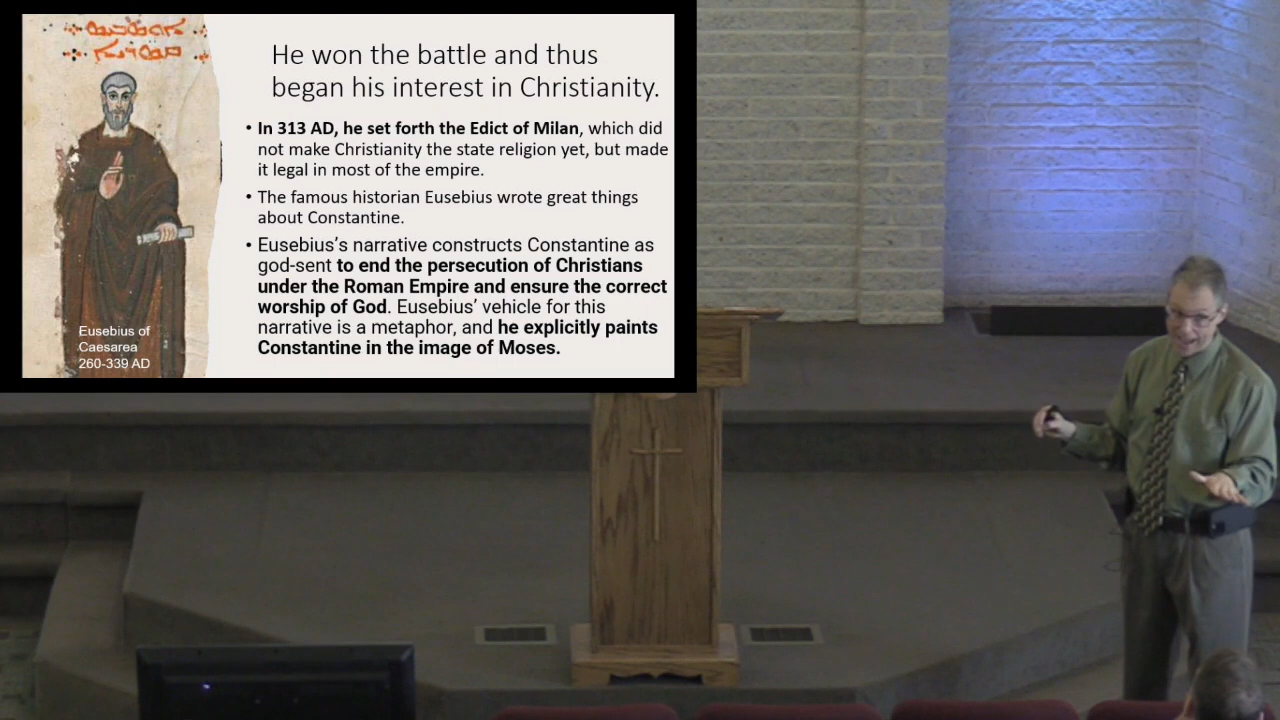 He won the battle and thus
began his interest in Christianity.
• In 313 AD, he set forth the Edict of Milan, which did
not make Christianity the state religion yet, but made
it legal in most of the empire.
• The famous historian Eusebius wrote great things
about Constantine.
• Eusebius’s narrative constructs Constantine as
god-sent to end the persecution of Christians
under the Roman Empire and ensure the correct
worship of God. Eusebius’ vehicle for this
narrative is a metaphor, and he explicitly paints
Constantine in the image of Moses.
Eusebius of
Caesarea
260-339 AD